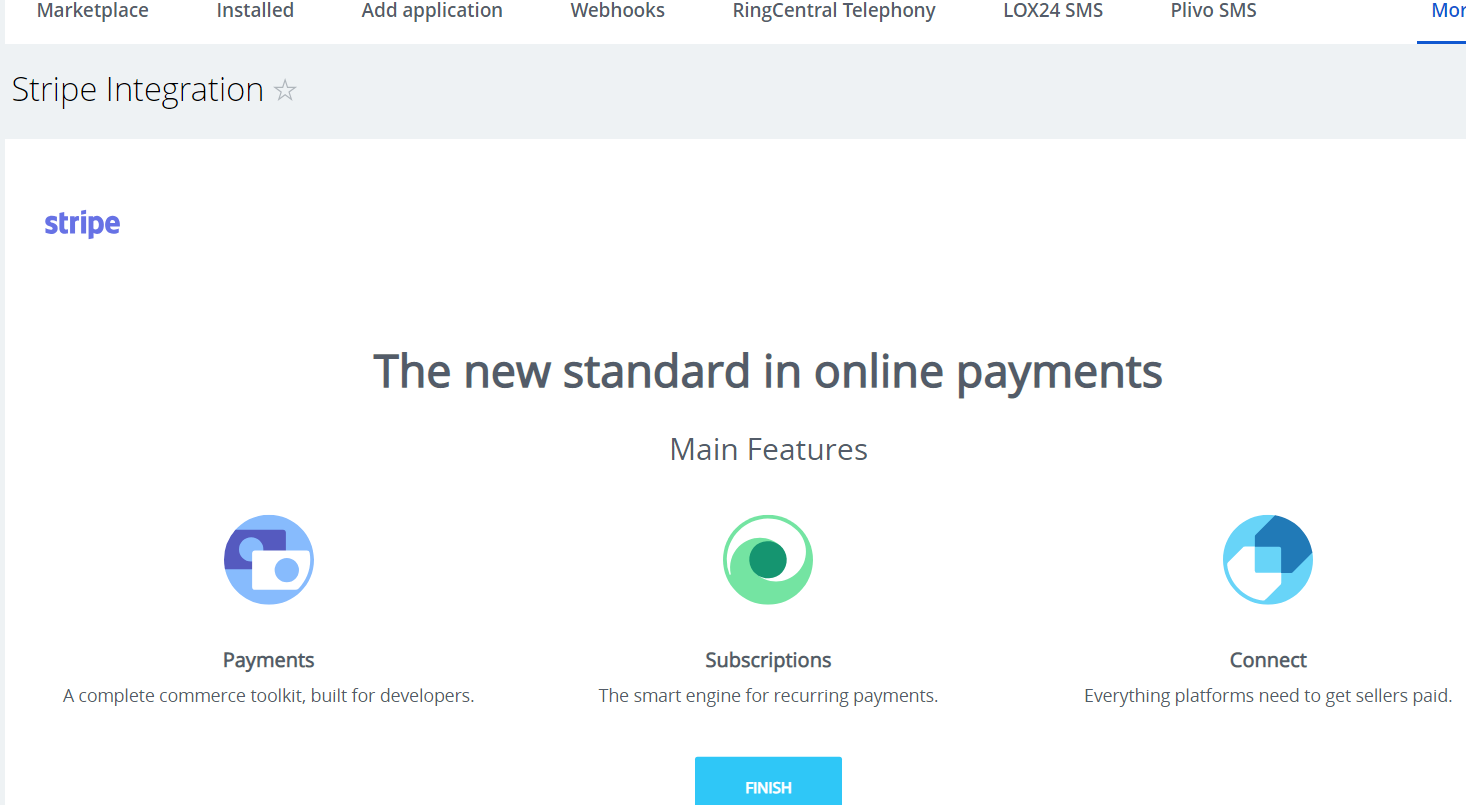 Marketplace Installed Add application Webhooks RingCentral Telephony LOX24 SMS Plivo SMS
Stripe Integration
stripe
The new standard in online payments
Main Features
Payments Subscriptions Connect
A complete commerce toolkit, built for developers. The smart engine for recurring payments. Everything platforms need to get sellers paid.
FINISH